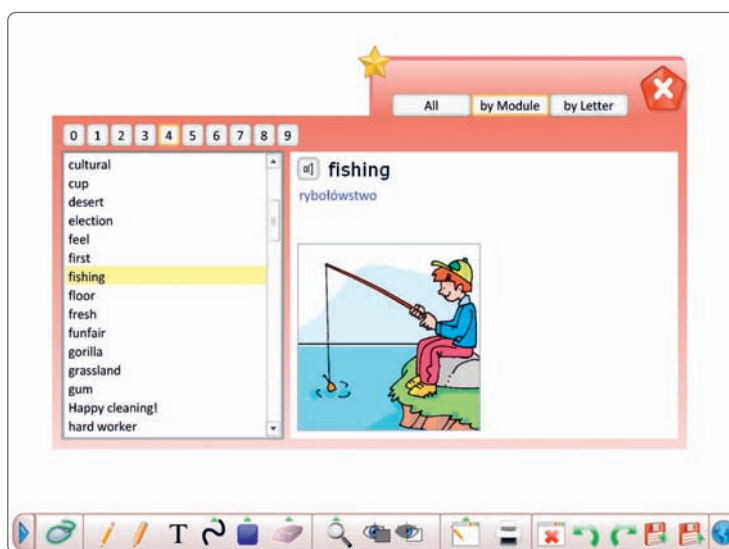 All by Module by Letter
0 1 2 3 4 5 6 7 8 9
cultural
cup
desert
election
feel
first
fishing
floor
fresh
funfair
gorilla
grassland
gum
Happy cleaning!
hard worker
fishing
rybołówstwo
T